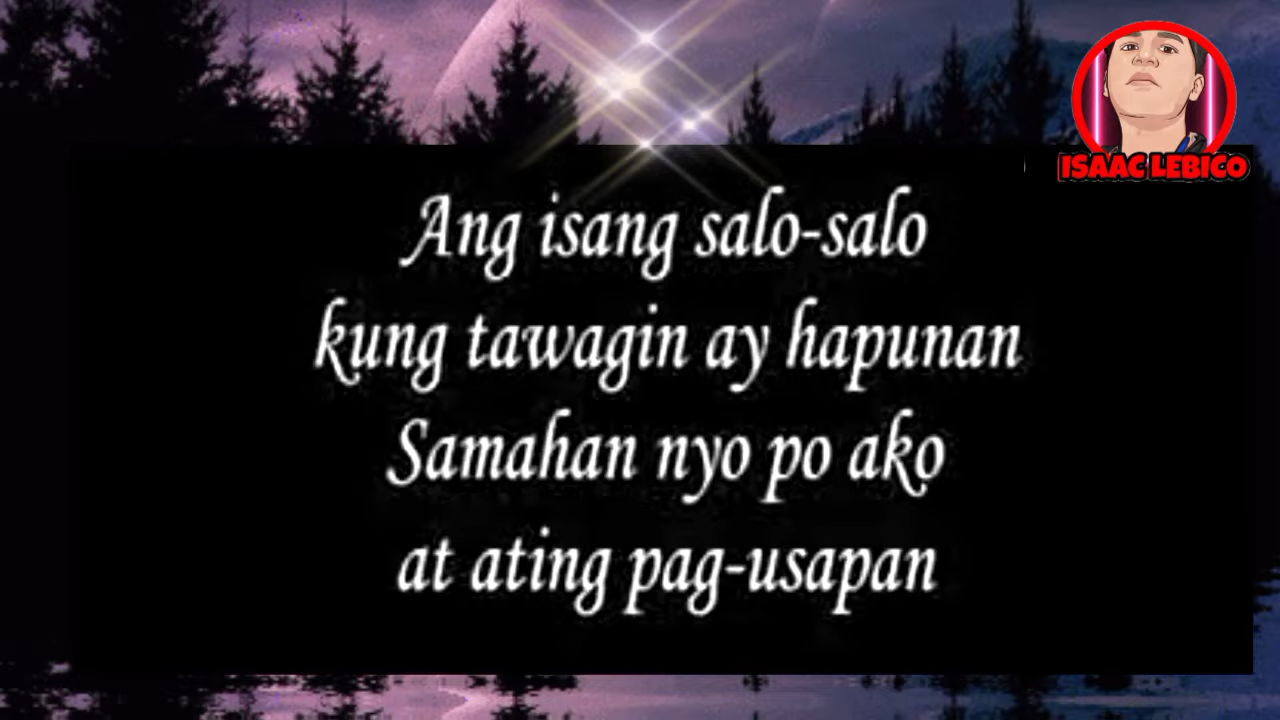 ISAAC LEBICO
Ang isang salo-salo
kung tawagin ay hapunan
Samahan nyo po ako
at ating pag-usapan